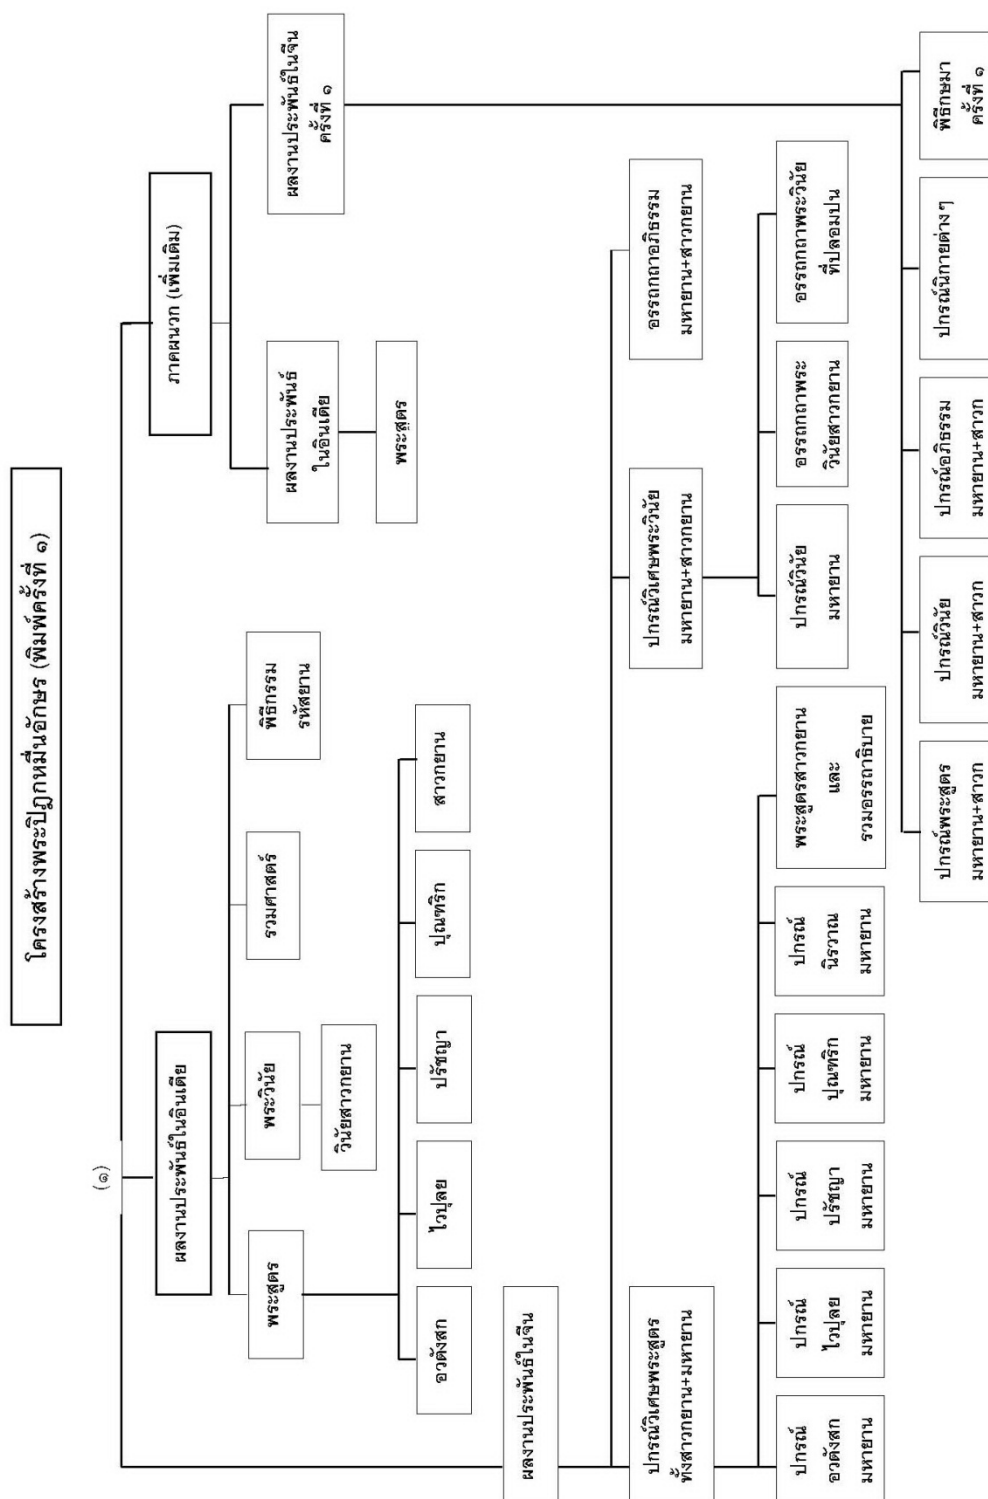 โครงสร้างพระปิฎกหมื่นอักษร (พิมพ์ครั้งที่ ๑)
(๑)
ผลงานประพันธ์ในอินเดีย
ภาคผนวก (เพิ่มเติม)
พระสูตร
พระวินัย
รวมศาสตร์
พิธีกรรม
รหัสยาน
ผลงานประพันธ์
ในอินเดีย
ผลงานประพันธ์ในจีน
ครั้งที่ ๑
วินัยสาวกยาน
พระสูตร
อวตังสก
ไวปุลย
ปรัชญา
ปุณฑริก
สาวกยาน
ผลงานประพันธ์ในจีน
ปกรณ์วิเศษพระสูตร
ทั้งสาวกยาน+มหายาน
ปกรณ์วิเศษพระวินัย
มหายาน+สาวกยาน
อรรถกถาอภิธรรม
มหายาน+สาวกยาน
ปกรณ์
อวตังสก
มหายาน
ปกรณ์
ไวปุลย
มหายาน
ปกรณ์
ปรัชญา
มหายาน
ปกรณ์
ปุณฑริก
มหายาน
ปกรณ์
นิรวาณ
มหายาน
พระสูตรสาวกยาน
และ
รวมอรรถาธิบาย
ปกรณ์วินัย
มหายาน
อรรถกถาพระ
วินัยสาวกยาน
อรรถกถาพระวินัย
ที่ปลอมปน
ปกรณ์พระสูตร
มหายาน+สาวก
ปกรณ์วินัย
มหายาน+สาวก
ปกรณ์อภิธรรม
มหายาน+สาวก
ปกรณ์นิกายต่างๆ
พิธีกษมา
ครั้งที่ ๑